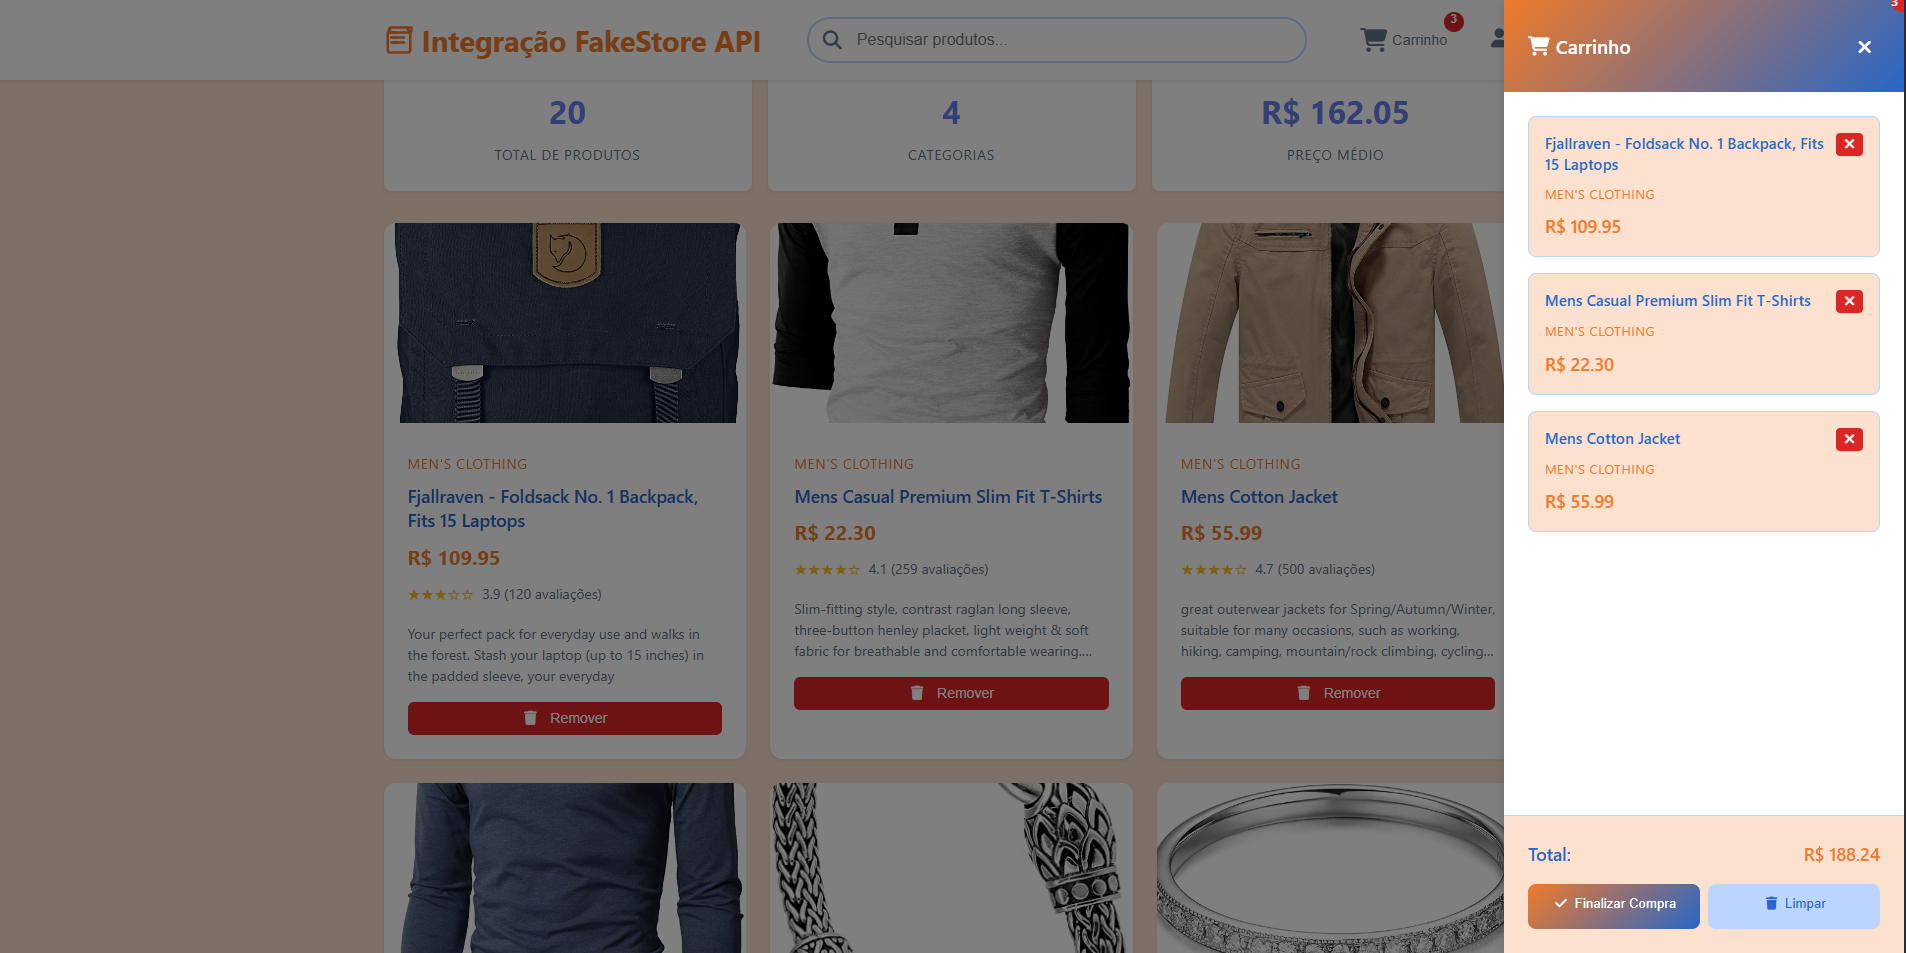 Integração FakeStore API
Pesquisar produtos...
Carrinho
3
20
TOTAL DE PRODUTOS
4
CATEGORIAS
R$ 162.05
PREÇO MÉDIO
MEN'S CLOTHING
Fjallraven - Foldsack No. 1 Backpack,
Fits 15 Laptops
R$ 109.95
★★★☆☆ 3.9 (120 avaliações)
Your perfect pack for everyday use and walks in
the forest. Stash your laptop (up to 15 inches) in
the padded sleeve, your everyday
Remover
MEN'S CLOTHING
Mens Casual Premium Slim Fit T-Shirts
R$ 22.30
★★★★☆ 4.1 (259 avaliações)
Slim-fitting style, contrast raglan long sleeve,
three-button henley placket, light weight & soft
fabric for breathable and comfortable wearing....
Remover
MEN'S CLOTHING
Mens Cotton Jacket
R$ 55.99
★★★★☆ 4.7 (500 avaliações)
great outerwear jackets for Spring/Autumn/Winter,
suitable for many occasions, such as working,
hiking, camping, mountain/rock climbing, cycling...
Remover
3
Carrinho
Fjallraven - Foldsack No. 1 Backpack, Fits
15 Laptops
MEN'S CLOTHING
R$ 109.95
Mens Casual Premium Slim Fit T-Shirts
MEN'S CLOTHING
R$ 22.30
Mens Cotton Jacket
MEN'S CLOTHING
R$ 55.99
Total:
R$ 188.24
Finalizar Compra
Limpar